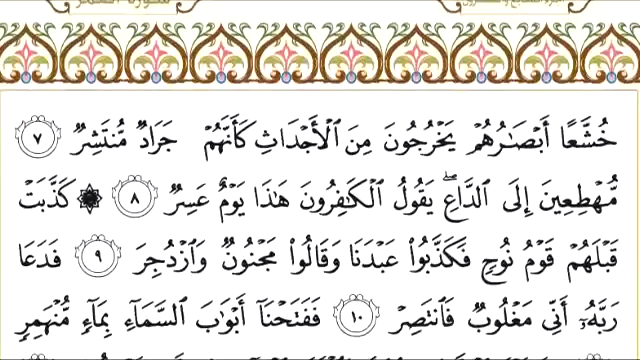 خُشَّعًا أَبْصَـٰرُهُمْ يَخْرُجُونَ مِنَ ٱلْأَجْدَاثِ كَأَنَّهُمْ جَرَادٌ مُّنتَشِرٌ ٧
مُّهْطِعِينَ إِلَى ٱلدَّاعِ ۖ يَقُولُ ٱلْكَـٰفِرُونَ هَـٰذَا يَوْمٌ عَسِرٌ ٨ ۞ كَذَّبَتْ
قَبْلَهُمْ قَوْمُ نُوحٍ فَكَذَّبُوا۟ عَبْدَنَا وَقَالُوا۟ مَجْنُونٌ وَٱزْدُجِرَ ٩ فَدَعَا
رَبَّهُۥٓ أَنِّى مَغْلُوبٌ فَٱنتَصِرْ ١٠ فَفَتَحْنَآ أَبْوَٰبَ ٱلسَّمَآءِ بِمَآءٍ مُّنْهَمِرٍ